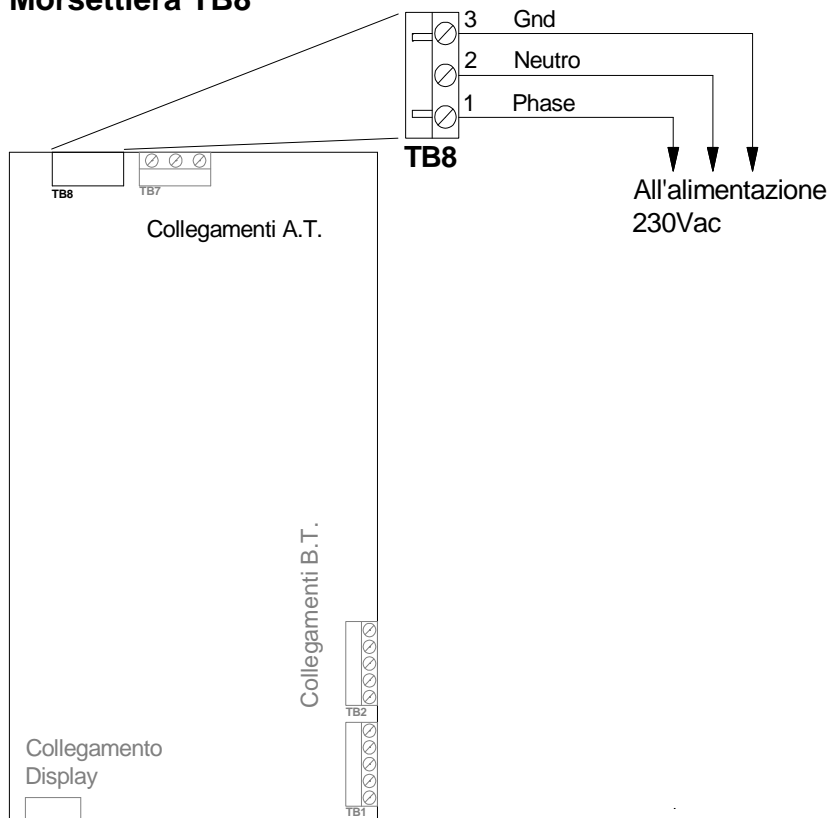 Morsettiera TB8
3 Gnd
2 Neutro
1 Phase
TB8
All'alimentazione
230Vac
TB8
TB7
Collegamenti A.T.
Collegamenti B.T.
TB2
Collegamento
Display
TB1